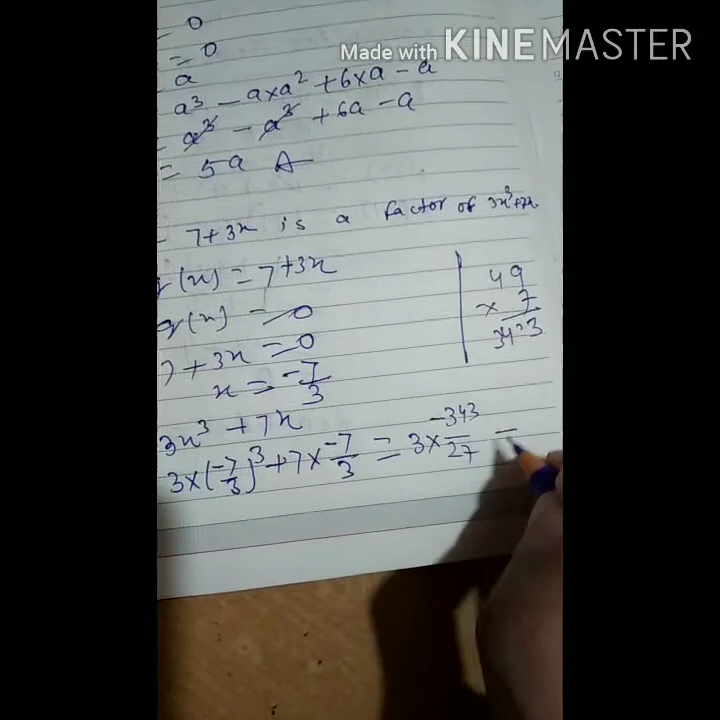 = 0
= 0
Made with KINEMASTER
a
a³ - a×a² + 6×a - a
= a³ - a³ + 6a - a
= 5a A
- 7+3x is a factor of 3x³+7x.
r(x) = 7+3x
q(x) = 0
7 + 3x = 0
x = -7/3
3x³ + 7x
3×(-7/3)³ + 7×-7/3 = 3×-343/27 -
49
× 7
343